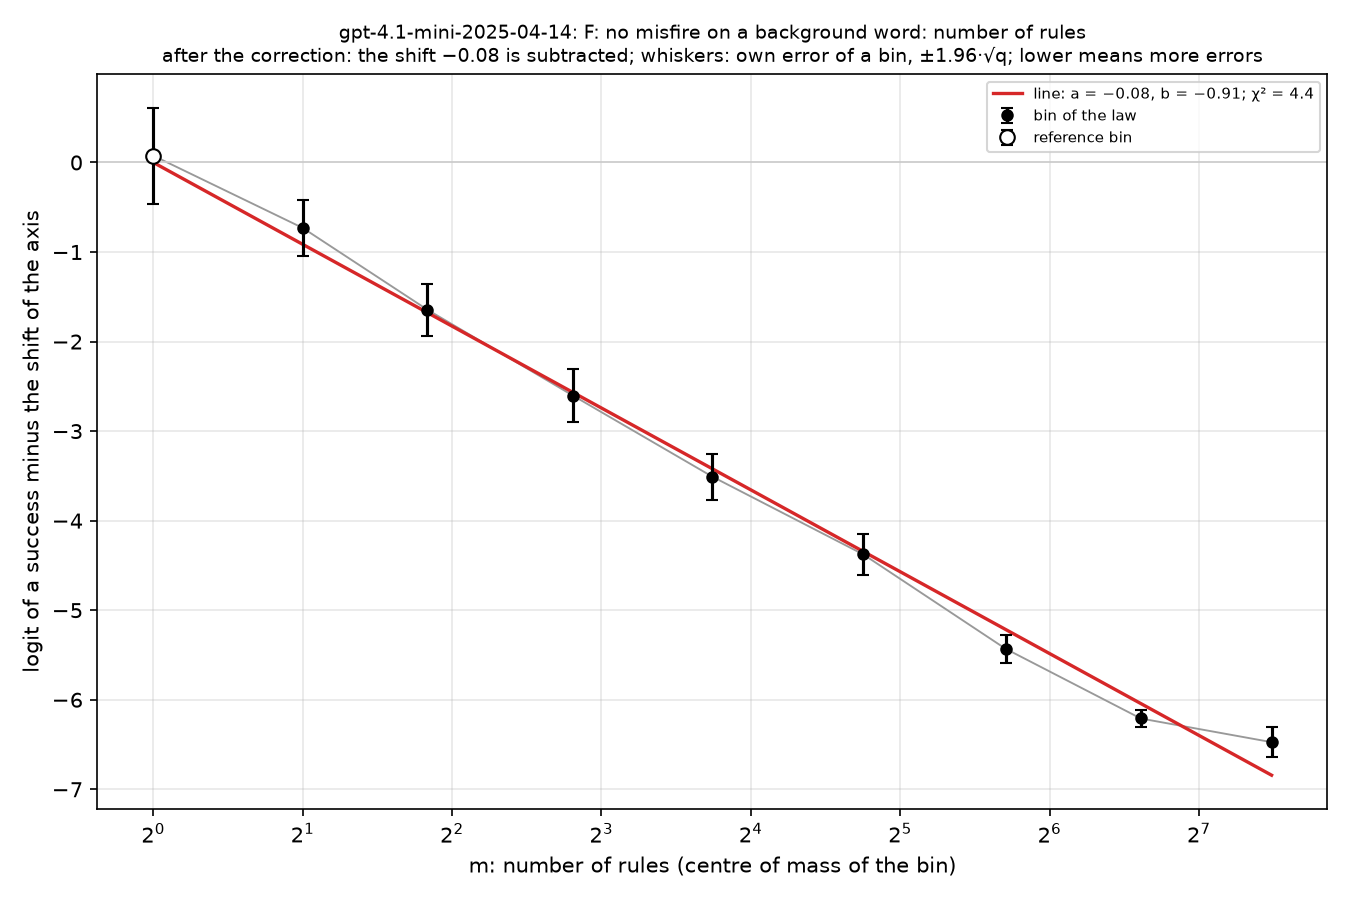 gpt-4.1-mini-2025-04-14: F: no misfire on a background word: number of rules
after the correction: the shift −0.08 is subtracted; whiskers: own error of a bin, ±1.96·√q; lower means more errors
line: a = −0.08, b = −0.91; χ² = 4.4
bin of the law
reference bin
logit of a success minus the shift of the axis
0
−1
−2
−3
−4
−5
−6
−7
2⁰ 2¹ 2² 2³ 2⁴ 2⁵ 2⁶ 2⁷
m: number of rules (centre of mass of the bin)